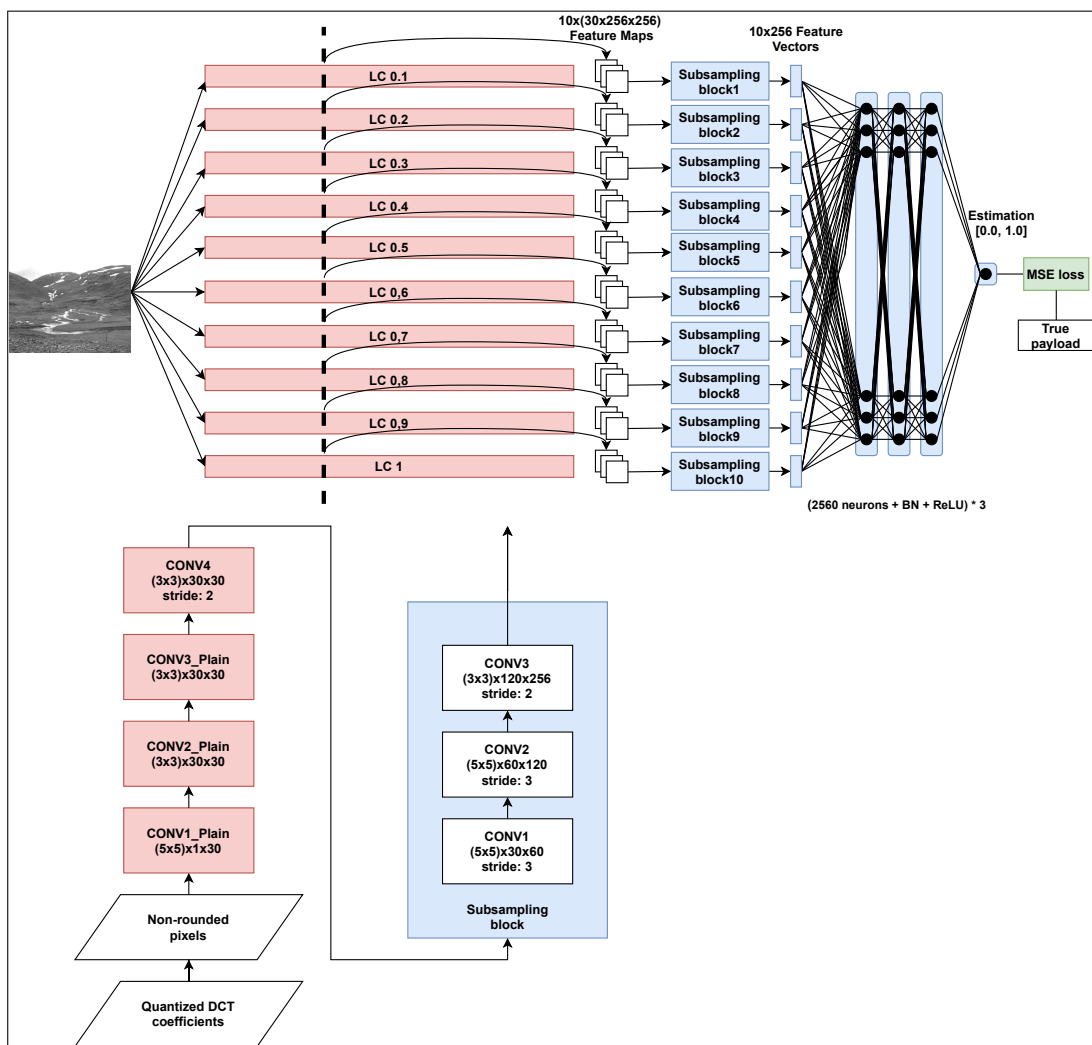 10x(30x256x256)
Feature Maps
10x256 Feature
Vectors
LC 0.1
Subsampling
block1
LC 0.2
Subsampling
block2
LC 0.3
Subsampling
block3
LC 0.4
Subsampling
block4
LC 0.5
Subsampling
block5
LC 0,6
Subsampling
block6
LC 0,7
Subsampling
block7
LC 0,8
Subsampling
block8
LC 0,9
Subsampling
block9
LC 1
Subsampling
block10
Estimation
[0.0, 1.0]
MSE loss
True
payload
(2560 neurons + BN + ReLU) * 3
CONV4
(3x3)x30x30
stride: 2
CONV3_Plain
(3x3)x30x30
CONV2_Plain
(3x3)x30x30
CONV1_Plain
(5x5)x1x30
Non-rounded
pixels
Quantized DCT
coefficients
CONV3
(3x3)x120x256
stride: 2
CONV2
(5x5)x60x120
stride: 3
CONV1
(5x5)x30x60
stride: 3
Subsampling
block